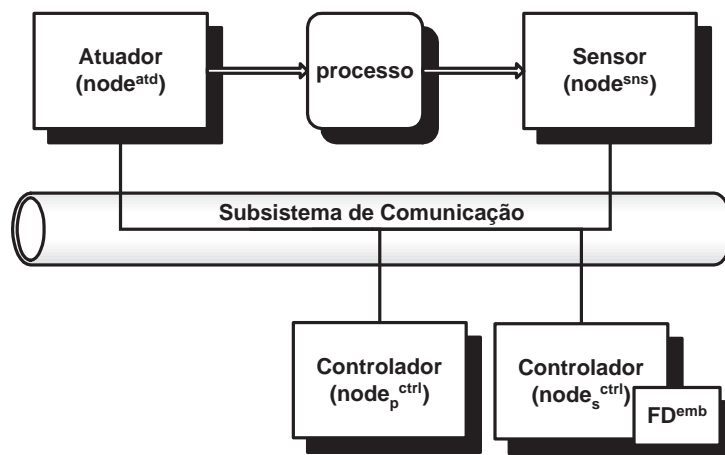 Atuador
(node^atd)
processo
Sensor
(node^sns)
Subsistema de Comunicação
Controlador
(node_p^ctrl)
Controlador
(node_s^ctrl)
FD^emb